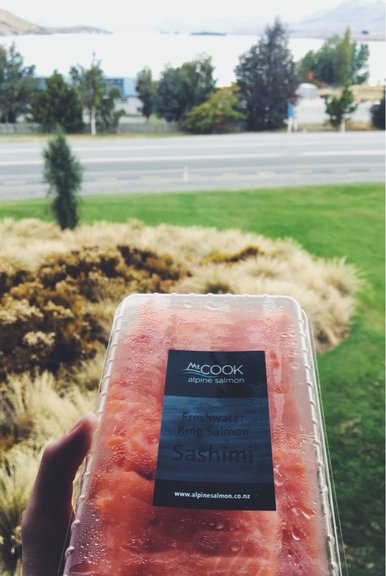 Mt COOK
alpine salmon
Freshwater
King Salmon
Sashimi
www.alpinesalmon.co.nz